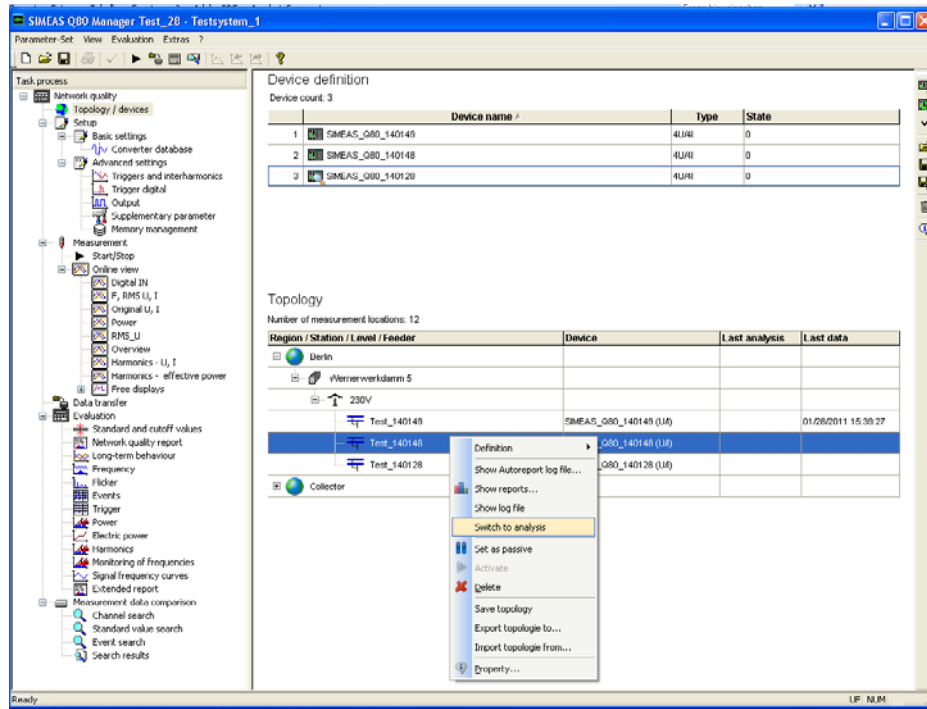 SIMEAS Q80 Manager Test_28 - Testsystem_1
Parameter-Set View Evaluation Extras ?
Task process
Network quality
Topology / devices
Setup
Basic settings
Converter database
Advanced settings
Triggers and interharmonics
Trigger digital
Output
Supplementary parameter
Memory management
Measurement
Start/Stop
Online view
Digital IN
F, RMS U, I
Original U, I
Power
RMS_U
Overview
Harmonics - U, I
Harmonics - effective power
Free displays
Data transfer
Evaluation
Standard and cutoff values
Network quality report
Long-term behaviour
Frequency
Flicker
Events
Trigger
Power
Electric power
Harmonics
Monitoring of frequencies
Signal frequency curves
Extended report
Measurement data comparison
Channel search
Standard value search
Event search
Search results
Device definition
Device count: 3
Device name Type State
1 SIMEAS_Q80_140149 4U/4I 0
2 SIMEAS_Q80_140148 4U/4I 0
3 SIMEAS_Q80_140128 4U/4I 0
Topology
Number of measurement locations: 12
Region / Station / Level / Feeder Device Last analysis Last data
Berlin
Wernerwerkdamm 5
230V
Test_140149 SIMEAS_Q80_140149 (U/I) 01/28/2011 15:39:27
Test_140148 _Q80_140148 (U/I)
Test_140128 _Q80_140128 (U/I)
Collector
Definition
Show Autoreport log file...
Show reports...
Show log file
Switch to analysis
Set as passive
Activate
Delete
Save topology
Export topologie to...
Import topologie from...
Property...
Ready UF NUM